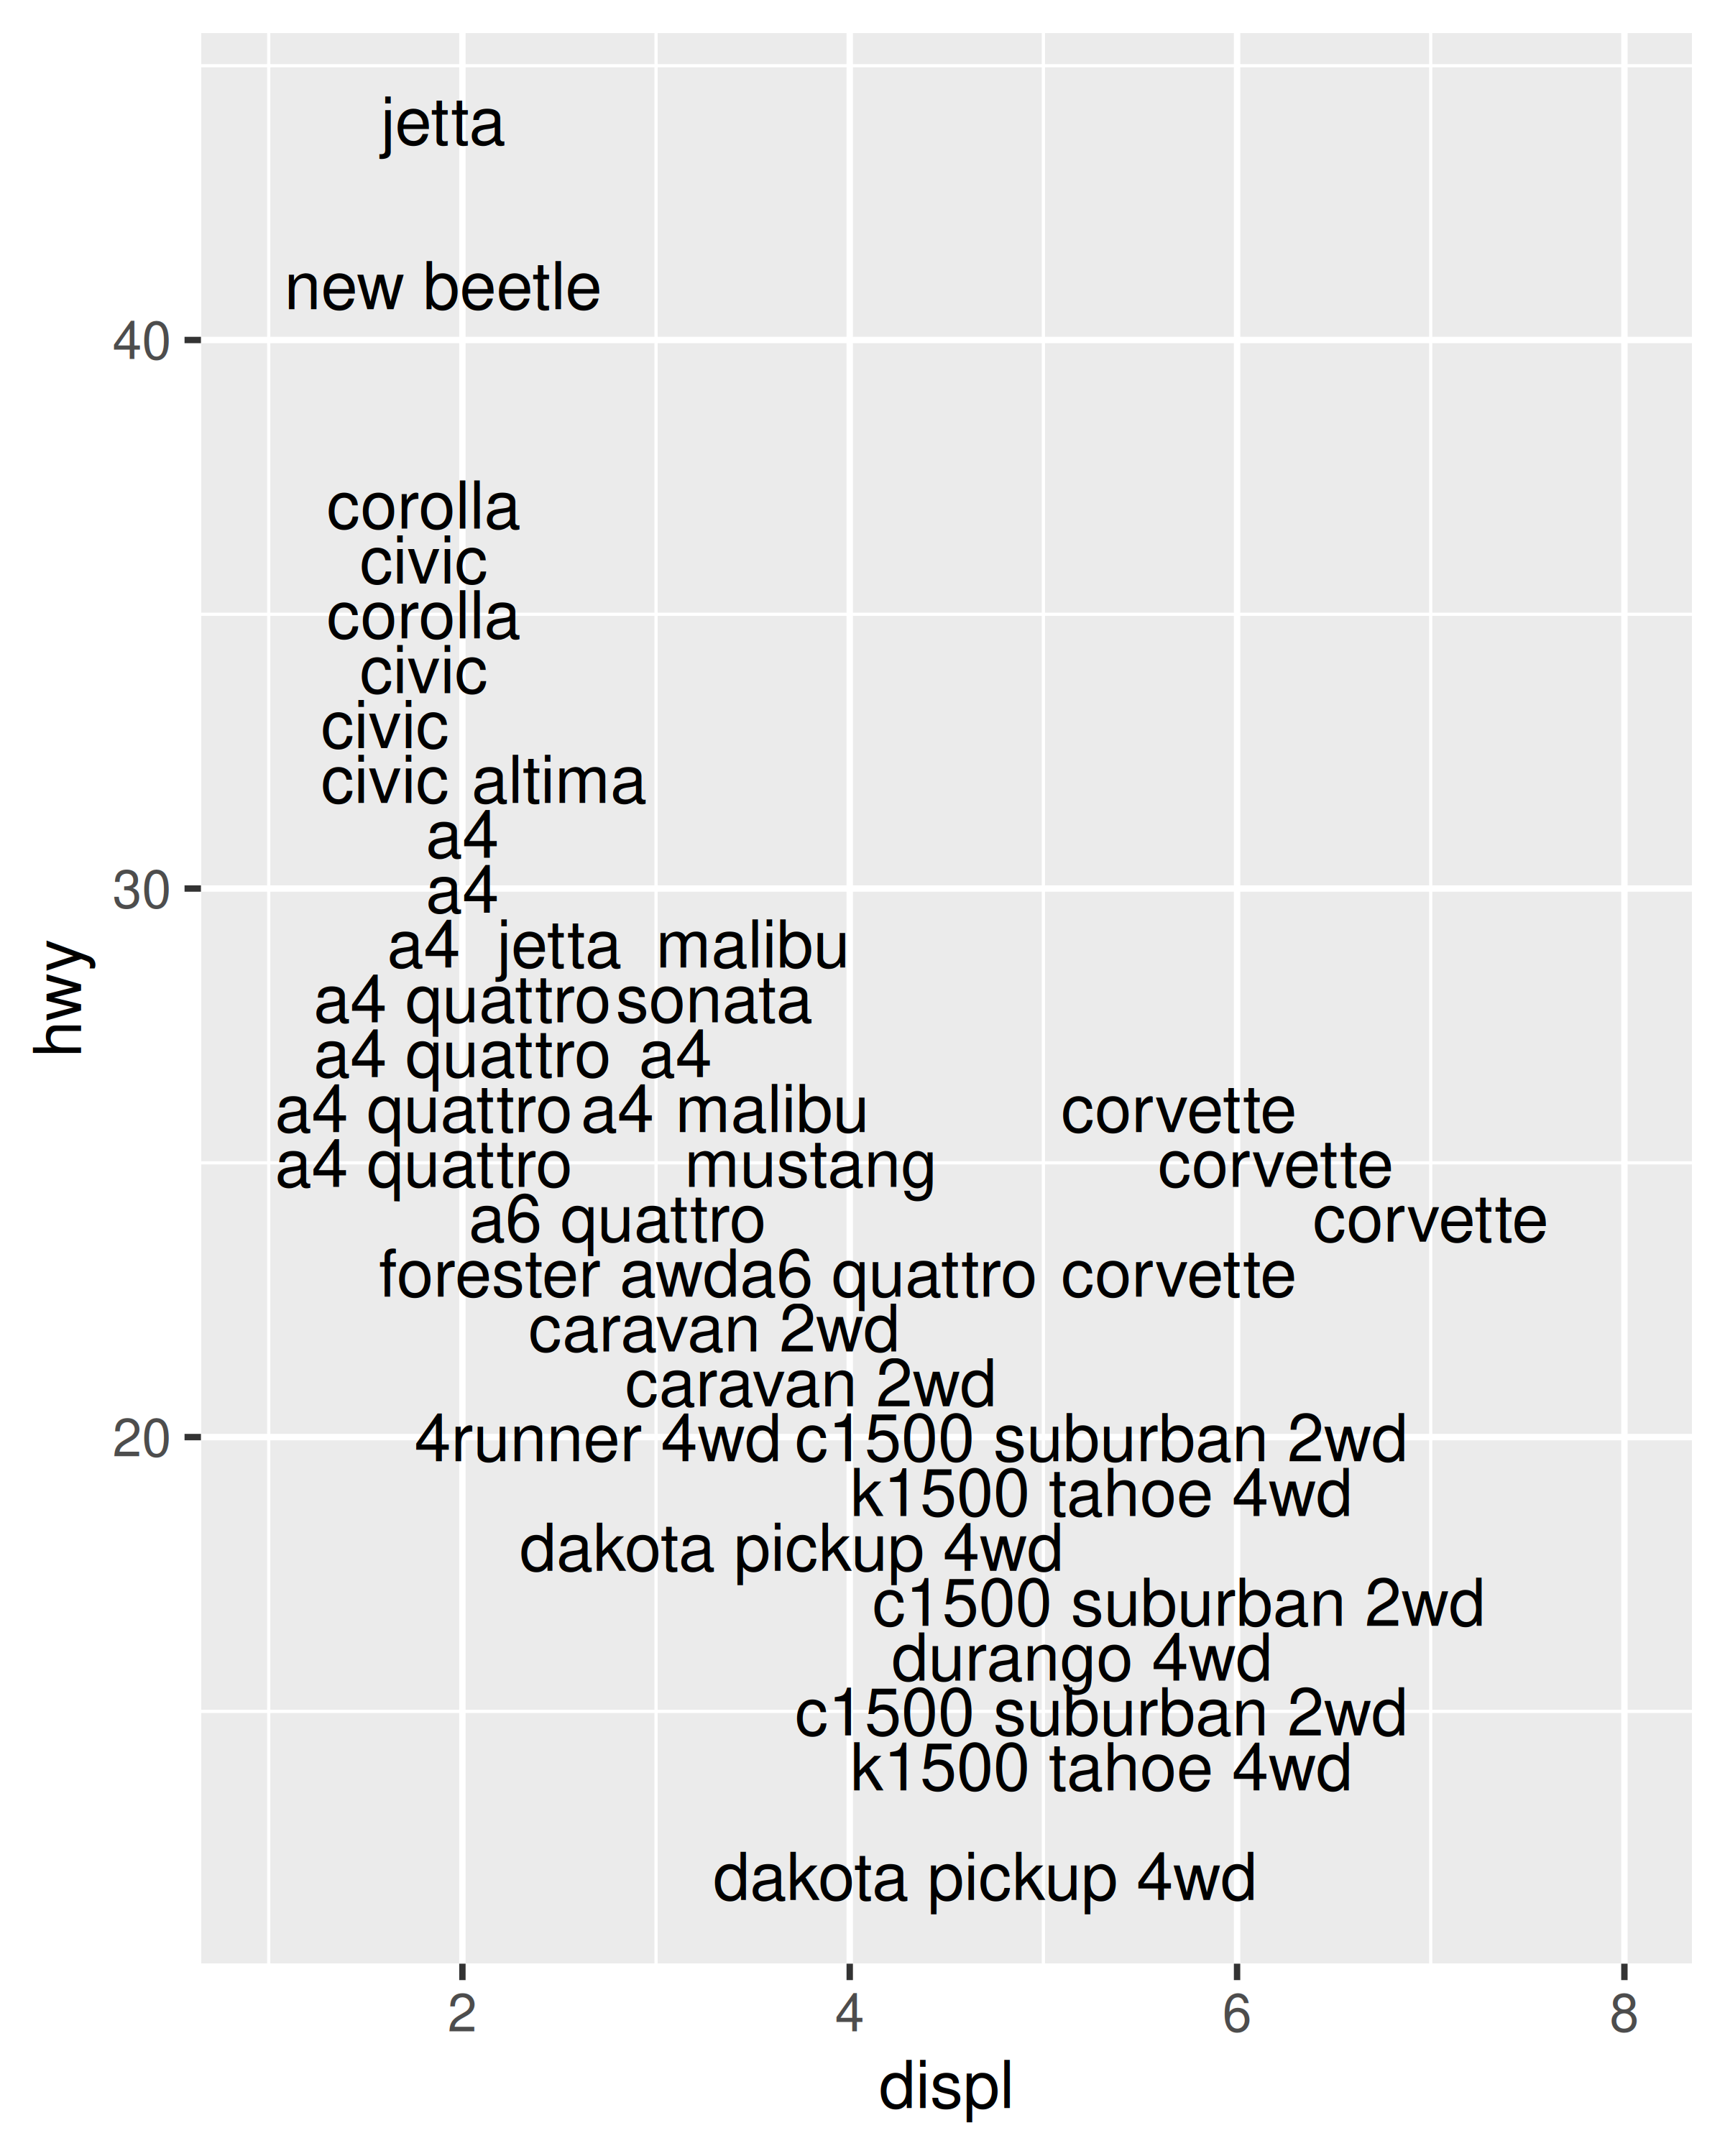 jetta
new beetle
40
corolla
civic
corolla
civic
civic
civic altima
a4
30 a4
a4 jetta malibu
a4 quattro sonata
a4 quattro a4
a4 quattro a4 malibu corvette
a4 quattro mustang corvette
a6 quattro corvette
forester awd a6 quattro corvette
caravan 2wd
caravan 2wd
20 4runner 4wd c1500 suburban 2wd
k1500 tahoe 4wd
dakota pickup 4wd
c1500 suburban 2wd
durango 4wd
c1500 suburban 2wd
k1500 tahoe 4wd
dakota pickup 4wd
2 4 6 8
displ
hwy